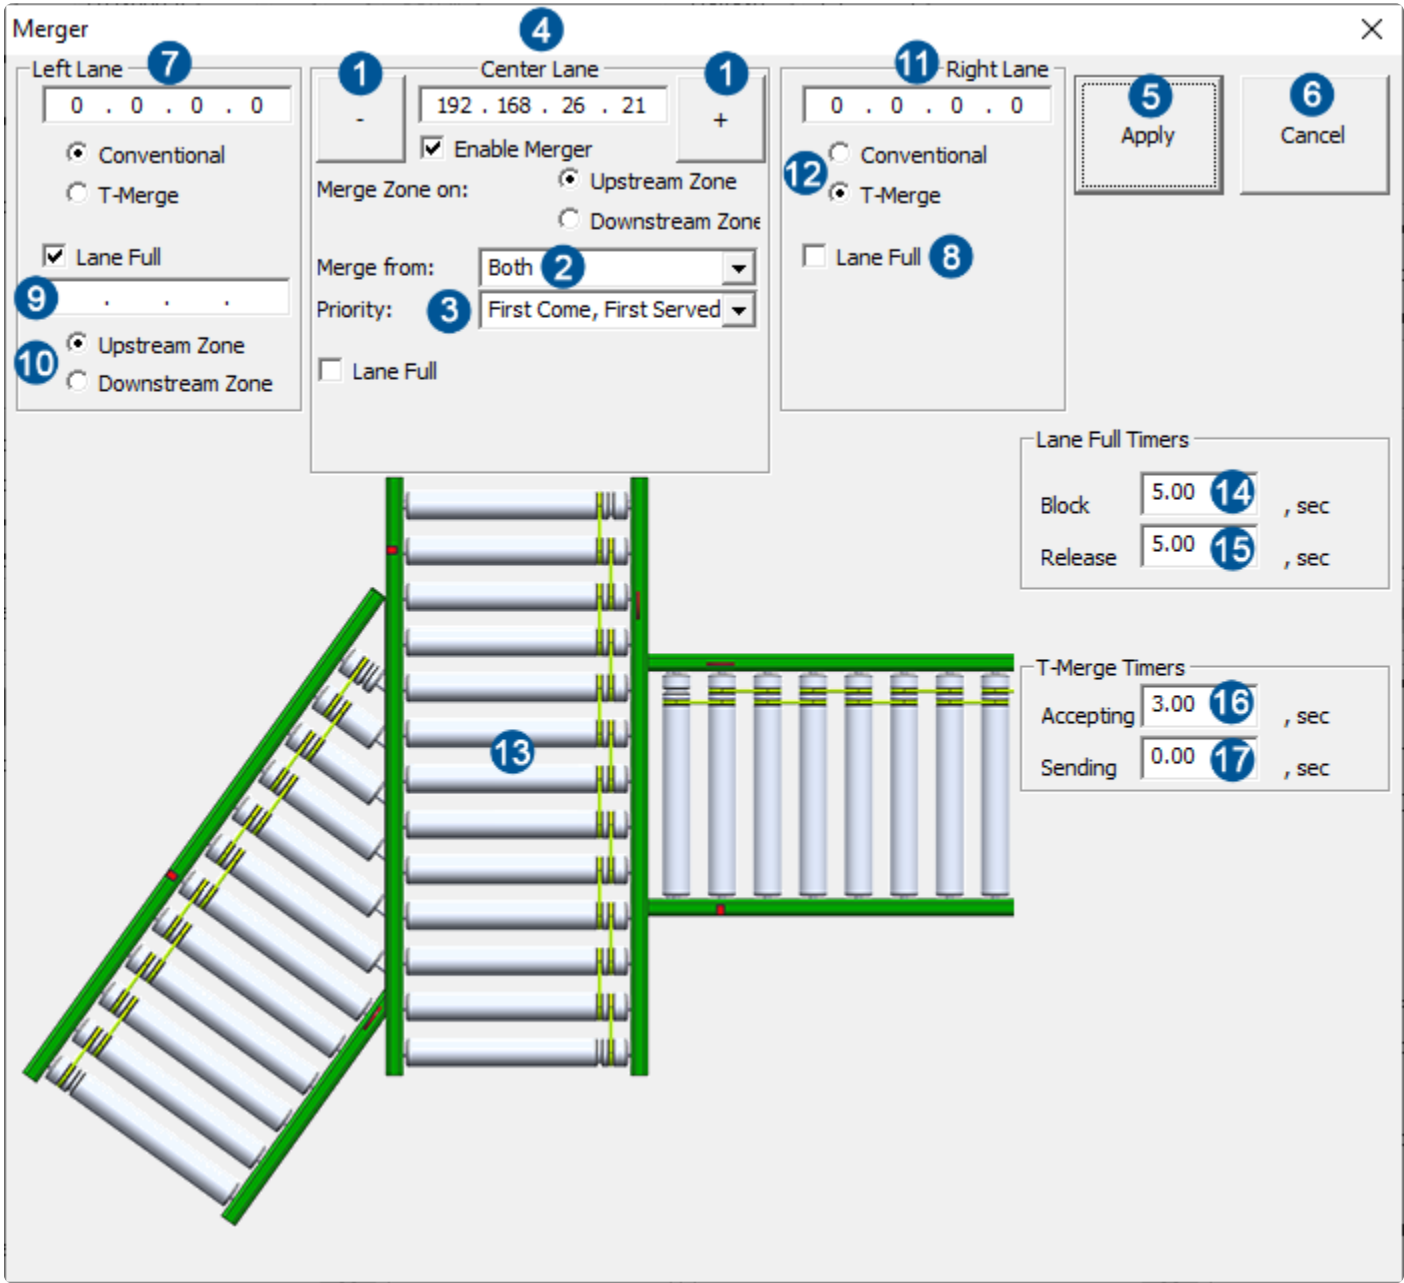 Merger
4
Left Lane 7
0 . 0 . 0 . 0
Conventional
T-Merge
Lane Full
9 . . .
10 Upstream Zone
Downstream Zone
1 Center Lane 1
- 192 . 168 . 26 . 21 +
Enable Merger
Merge Zone on: Upstream Zone
Downstream Zone
Merge from: Both 2
Priority: 3 First Come, First Served
Lane Full
11 Right Lane
0 . 0 . 0 . 0
12 Conventional
T-Merge
Lane Full 8
5 Apply
6 Cancel
Lane Full Timers
Block 5.00 14 , sec
Release 5.00 15 , sec
T-Merge Timers
Accepting 3.00 16 , sec
Sending 0.00 17 , sec
13